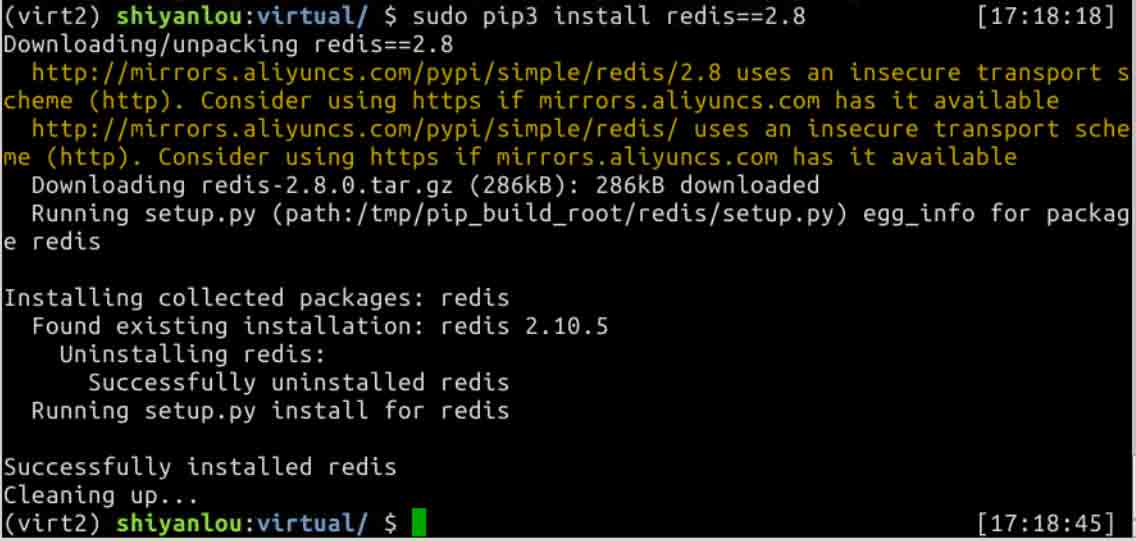 (virt2) shiyanlou:virtual/ $ sudo pip3 install redis==2.8 [17:18:18]
Downloading/unpacking redis==2.8
  http://mirrors.aliyuncs.com/pypi/simple/redis/2.8 uses an insecure transport s
cheme (http). Consider using https if mirrors.aliyuncs.com has it available
  http://mirrors.aliyuncs.com/pypi/simple/redis/ uses an insecure transport sche
me (http). Consider using https if mirrors.aliyuncs.com has it available
  Downloading redis-2.8.0.tar.gz (286kB): 286kB downloaded
  Running setup.py (path:/tmp/pip_build_root/redis/setup.py) egg_info for packag
e redis
Installing collected packages: redis
  Found existing installation: redis 2.10.5
    Uninstalling redis:
      Successfully uninstalled redis
  Running setup.py install for redis
Successfully installed redis
Cleaning up...
(virt2) shiyanlou:virtual/ $ [17:18:45]